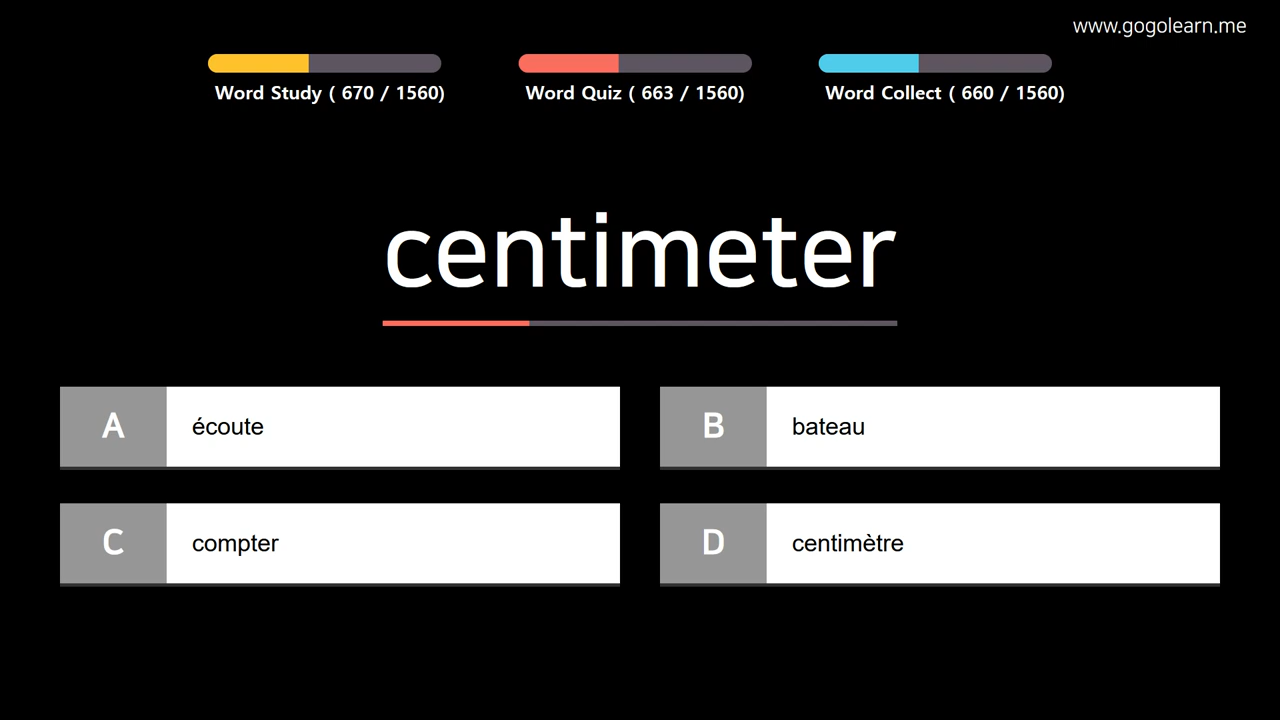 www.gogolearn.me
Word Study ( 670 / 1560)
Word Quiz ( 663 / 1560)
Word Collect ( 660 / 1560)
centimeter
A
écoute
B
bateau
C
compter
D
centimètre